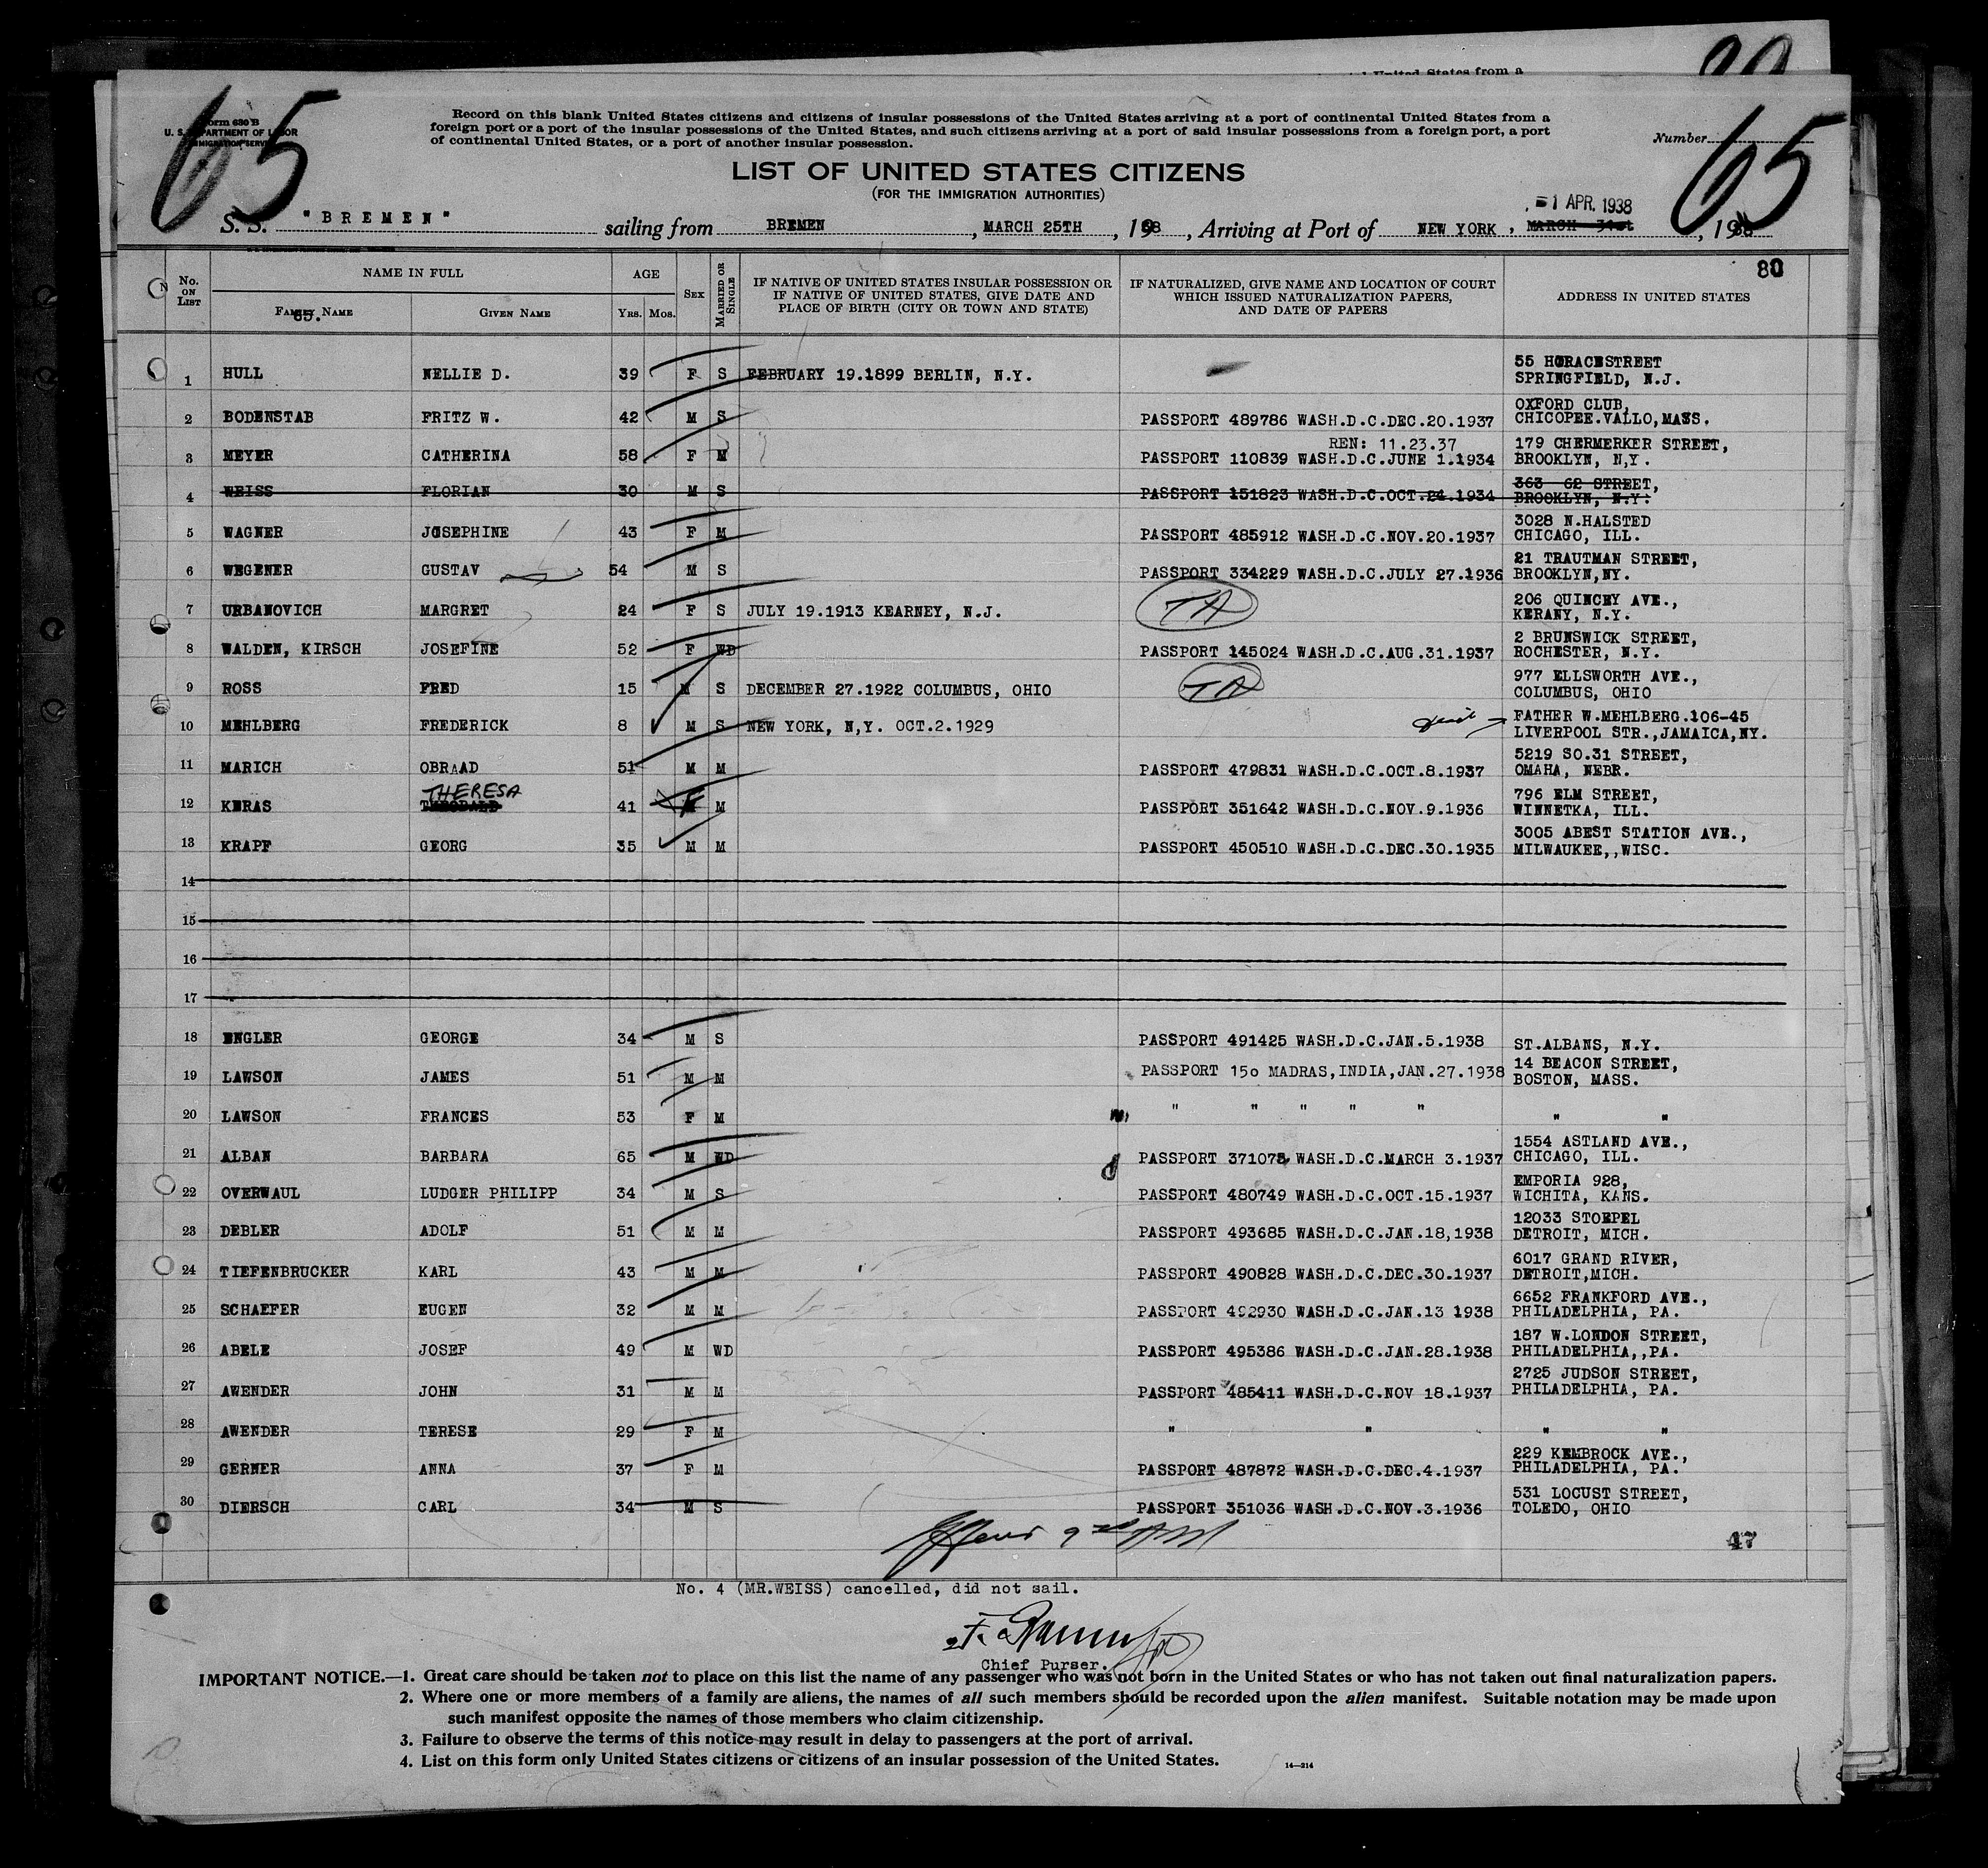 65
65
Form 630 B
U. S. DEPARTMENT OF LABOR
IMMIGRATION SERVICE
Record on this blank United States citizens and citizens of insular possessions of the United States arriving at a port of continental United States from a
foreign port or a port of the insular possessions of the United States, and such citizens arriving at a port of said insular possessions from a foreign port, a port
of continental United States, or a port of another insular possession.
Number
LIST OF UNITED STATES CITIZENS
(FOR THE IMMIGRATION AUTHORITIES)
-1 APR. 1938
S. S. "BREMEN" sailing from BREMEN, MARCH 25TH, 1938, Arriving at Port of NEW YORK, MARCH 31st, 1938
80
No. ON LIST
NAME IN FULL
FAMILY NAME
65.
GIVEN NAME
AGE
YRS. MOS.
SEX
MARRIED OR SINGLE
IF NATIVE OF UNITED STATES INSULAR POSSESSION OR
IF NATIVE OF UNITED STATES, GIVE DATE AND
PLACE OF BIRTH (CITY OR TOWN AND STATE)
IF NATURALIZED, GIVE NAME AND LOCATION OF COURT
WHICH ISSUED NATURALIZATION PAPERS,
AND DATE OF PAPERS
ADDRESS IN UNITED STATES
1 HULL NELLIE D. 39 F S FEBRUARY 19.1899 BERLIN, N.Y. 55 HORACESTREET
SPRINGFIELD, N.J.
2 BODENSTAB FRITZ W. 42 M S PASSPORT 489786 WASH.D.C.DEC.20.1937 OXFORD CLUB,
CHICOPEE.VALLO,MASS.
REN: 11.23.37
3 MEYER CATHERINA 58 F M PASSPORT 110839 WASH.D.C.JUNE 1.1934 179 CHERMERKER STREET,
BROOKLYN, N,Y.
4 WEISS FLORIAN 30 M S PASSPORT 151823 WASH.D.C.OCT.24.1934 363 62 STREET,
BROOKLYN, N.Y.
5 WAGNER JOSEPHINE 43 F M PASSPORT 485912 WASH.D.C.NOV.20.1937 3028 N.HALSTED
CHICAGO, ILL.
6 WEGENER GUSTAV 54 M S PASSPORT 334229 WASH.D.C.JULY 27.1936 21 TRAUTMAN STREET,
BROOKLYN,NY.
7 URBANOVICH MARGRET 24 F S JULY 19.1913 KEARNEY, N.J. TA 206 QUINCEY AVE.,
KERANY, N.Y.
8 WALDEN, KIRSCH JOSEFINE 52 F WD PASSPORT 145024 WASH.D.C.AUG.31.1937 2 BRUNSWICK STREET,
ROCHESTER, N.Y.
9 ROSS FRED 15 M S DECEMBER 27.1922 COLUMBUS, OHIO TA 977 ELLSWORTH AVE.,
COLUMBUS, OHIO
10 MEHLBERG FREDERICK 8 M S NEW YORK, N,Y. OCT.2.1929 FATHER W.MEHLBERG.106-45
LIVERPOOL STR.,JAMAICA,NY.
11 MARICH OBRAAD 51 M M PASSPORT 479831 WASH.D.C.OCT.8.1937 5219 SO.31 STREET,
OMAHA, NEBR.
THERESA
12 KERAS THEOBALD 41 F M PASSPORT 351642 WASH.D.C.NOV.9.1936 796 ELM STREET,
WINNETKA, ILL.
13 KRAPF GEORG 35 M M PASSPORT 450510 WASH.D.C.DEC.30.1935 3005 ABEST STATION AVE.,
MILWAUKEE,,WISC.
14
15
16
17
18 ENGLER GEORGE 34 M S PASSPORT 491425 WASH.D.C.JAN.5.1938 ST.ALBANS, N.Y.
19 LAWSON JAMES 51 M M PASSPORT 15o MADRAS,INDIA,JAN.27.1938 14 BEACON STREET,
BOSTON, MASS.
20 LAWSON FRANCES 53 F M " " " " " " "
21 ALBAN BARBARA 65 M WD PASSPORT 371075 WASH.D.C.MARCH 3.1937 1554 ASTLAND AVE.,
CHICAGO, ILL.
22 OVERWAUL LUDGER PHILIPP 34 M S PASSPORT 480749 WASH.D.C.OCT.15.1937 EMPORIA 928,
WICHITA, KANS.
23 DEBLER ADOLF 51 M M PASSPORT 493685 WASH.D.C.JAN.18,1938 12033 STOEPEL
DETROIT, MICH.
24 TIEFENBRUCKER KARL 43 M M PASSPORT 490828 WASH.D.C.DEC.30.1937 6017 GRAND RIVER,
DETROIT,MICH.
25 SCHAEFER EUGEN 32 M M PASSPORT 492930 WASH.D.C.JAN.13 1938 6652 FRANKFORD AVE.,
PHILADELPHIA, PA.
26 ABELE JOSEF 49 M WD PASSPORT 495386 WASH.D.C.JAN.28.1938 187 W.LONDON STREET,
PHILADELPHIA,,PA.
27 AWENDER JOHN 31 M M PASSPORT 485411 WASH.D.C.NOV 18.1937 2725 JUDSON STREET,
PHILADELPHIA, PA.
28 AWENDER TERESE 29 F M " " " "
29 GERNER ANNA 37 F M PASSPORT 487872 WASH.D.C.DEC.4.1937 229 KEMBROCK AVE.,
PHILADELPHIA, PA.
30 DIERSCH CARL 34 M S PASSPORT 351036 WASH.D.C.NOV.3.1936 531 LOCUST STREET,
TOLEDO, OHIO
47
No. 4 (MR.WEISS) cancelled, did not sail.
Chief Purser.
IMPORTANT NOTICE.—1. Great care should be taken not to place on this list the name of any passenger who was not born in the United States or who has not taken out final naturalization papers.
2. Where one or more members of a family are aliens, the names of all such members should be recorded upon the alien manifest. Suitable notation may be made upon
such manifest opposite the names of those members who claim citizenship.
3. Failure to observe the terms of this notice may result in delay to passengers at the port of arrival.
4. List on this form only United States citizens or citizens of an insular possession of the United States.
14—214